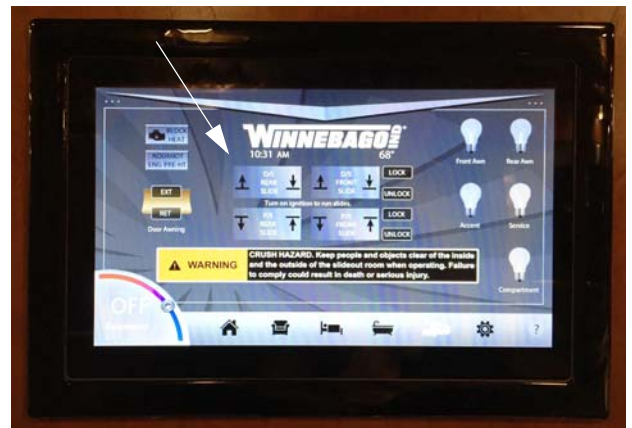 WINNEBAGO IND
10:31 AM 68°
BLOCK HEAT
AQUAHOT ENG PRE-HT
EXT
RET
Door Awning
D/S REAR SLIDE
D/S FRONT SLIDE
LOCK
UNLOCK
Turn on ignition to run slides.
P/S REAR SLIDE
P/S FRONT SLIDE
LOCK
UNLOCK
Front Awn
Rear Awn
Accent
Service
Compartment
WARNING
CRUSH HAZARD. Keep people and objects clear of the inside
and the outside of the slideout room when operating. Failure
to comply could result in death or serious injury.
OFF
?